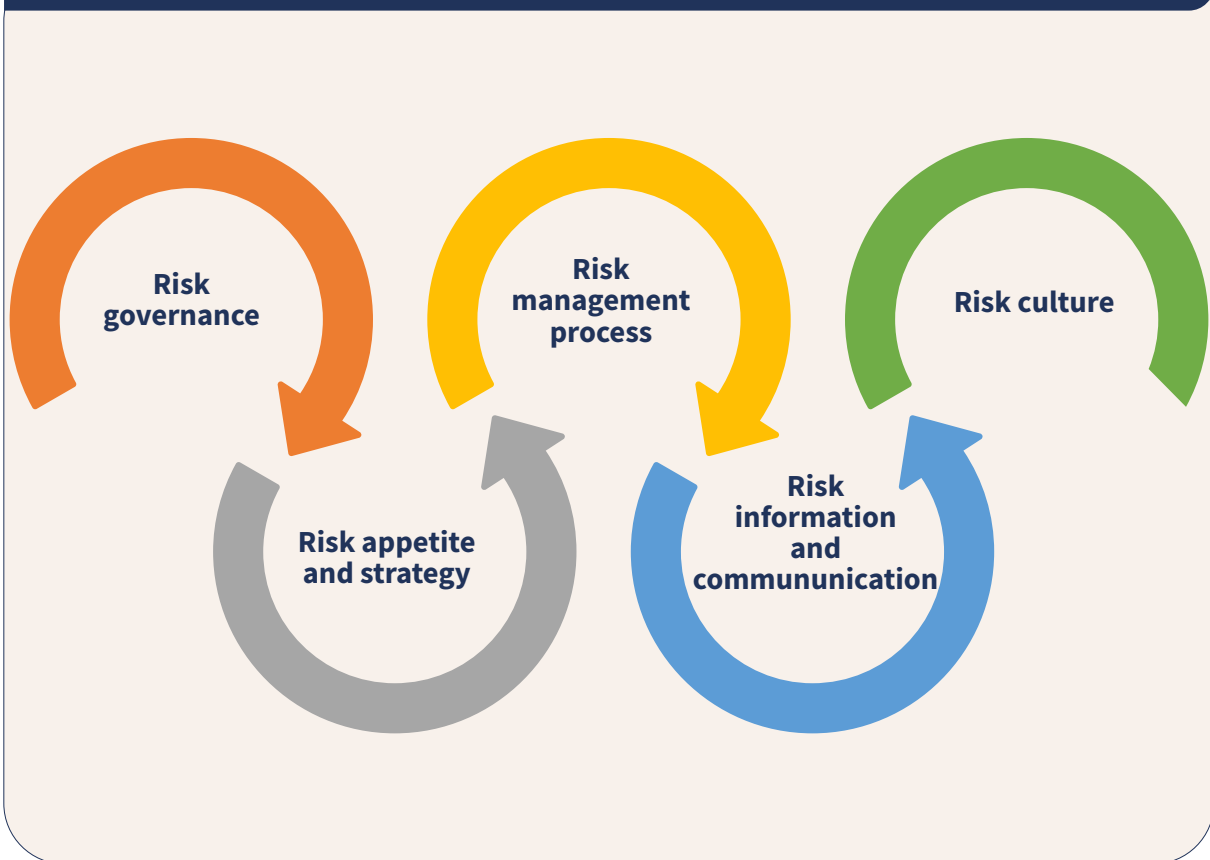 Risk
governance
Risk appetite
and strategy
Risk
management
process
Risk
information
and
commununication
Risk culture